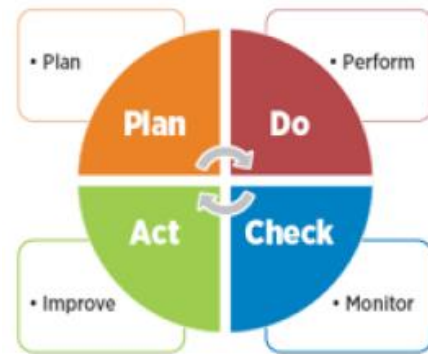 • Plan
• Perform
Plan
Do
Act
Check
• Improve
• Monitor